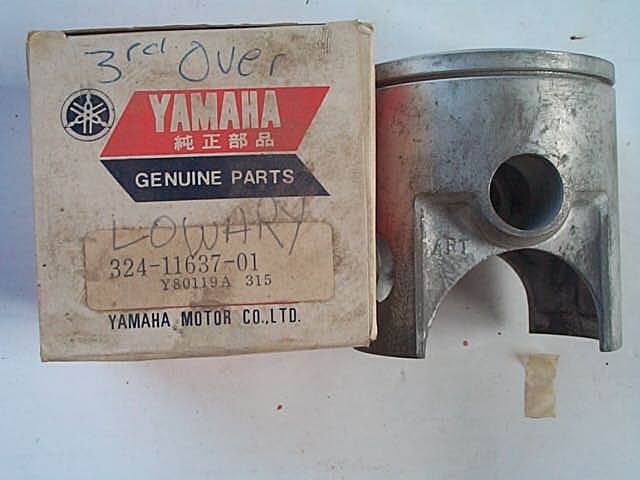 3rd Over
YAMAHA
純正部品
GENUINE PARTS
LOWARY
324-11637-01
Y80119A 315
YAMAHA MOTOR CO.,LTD.